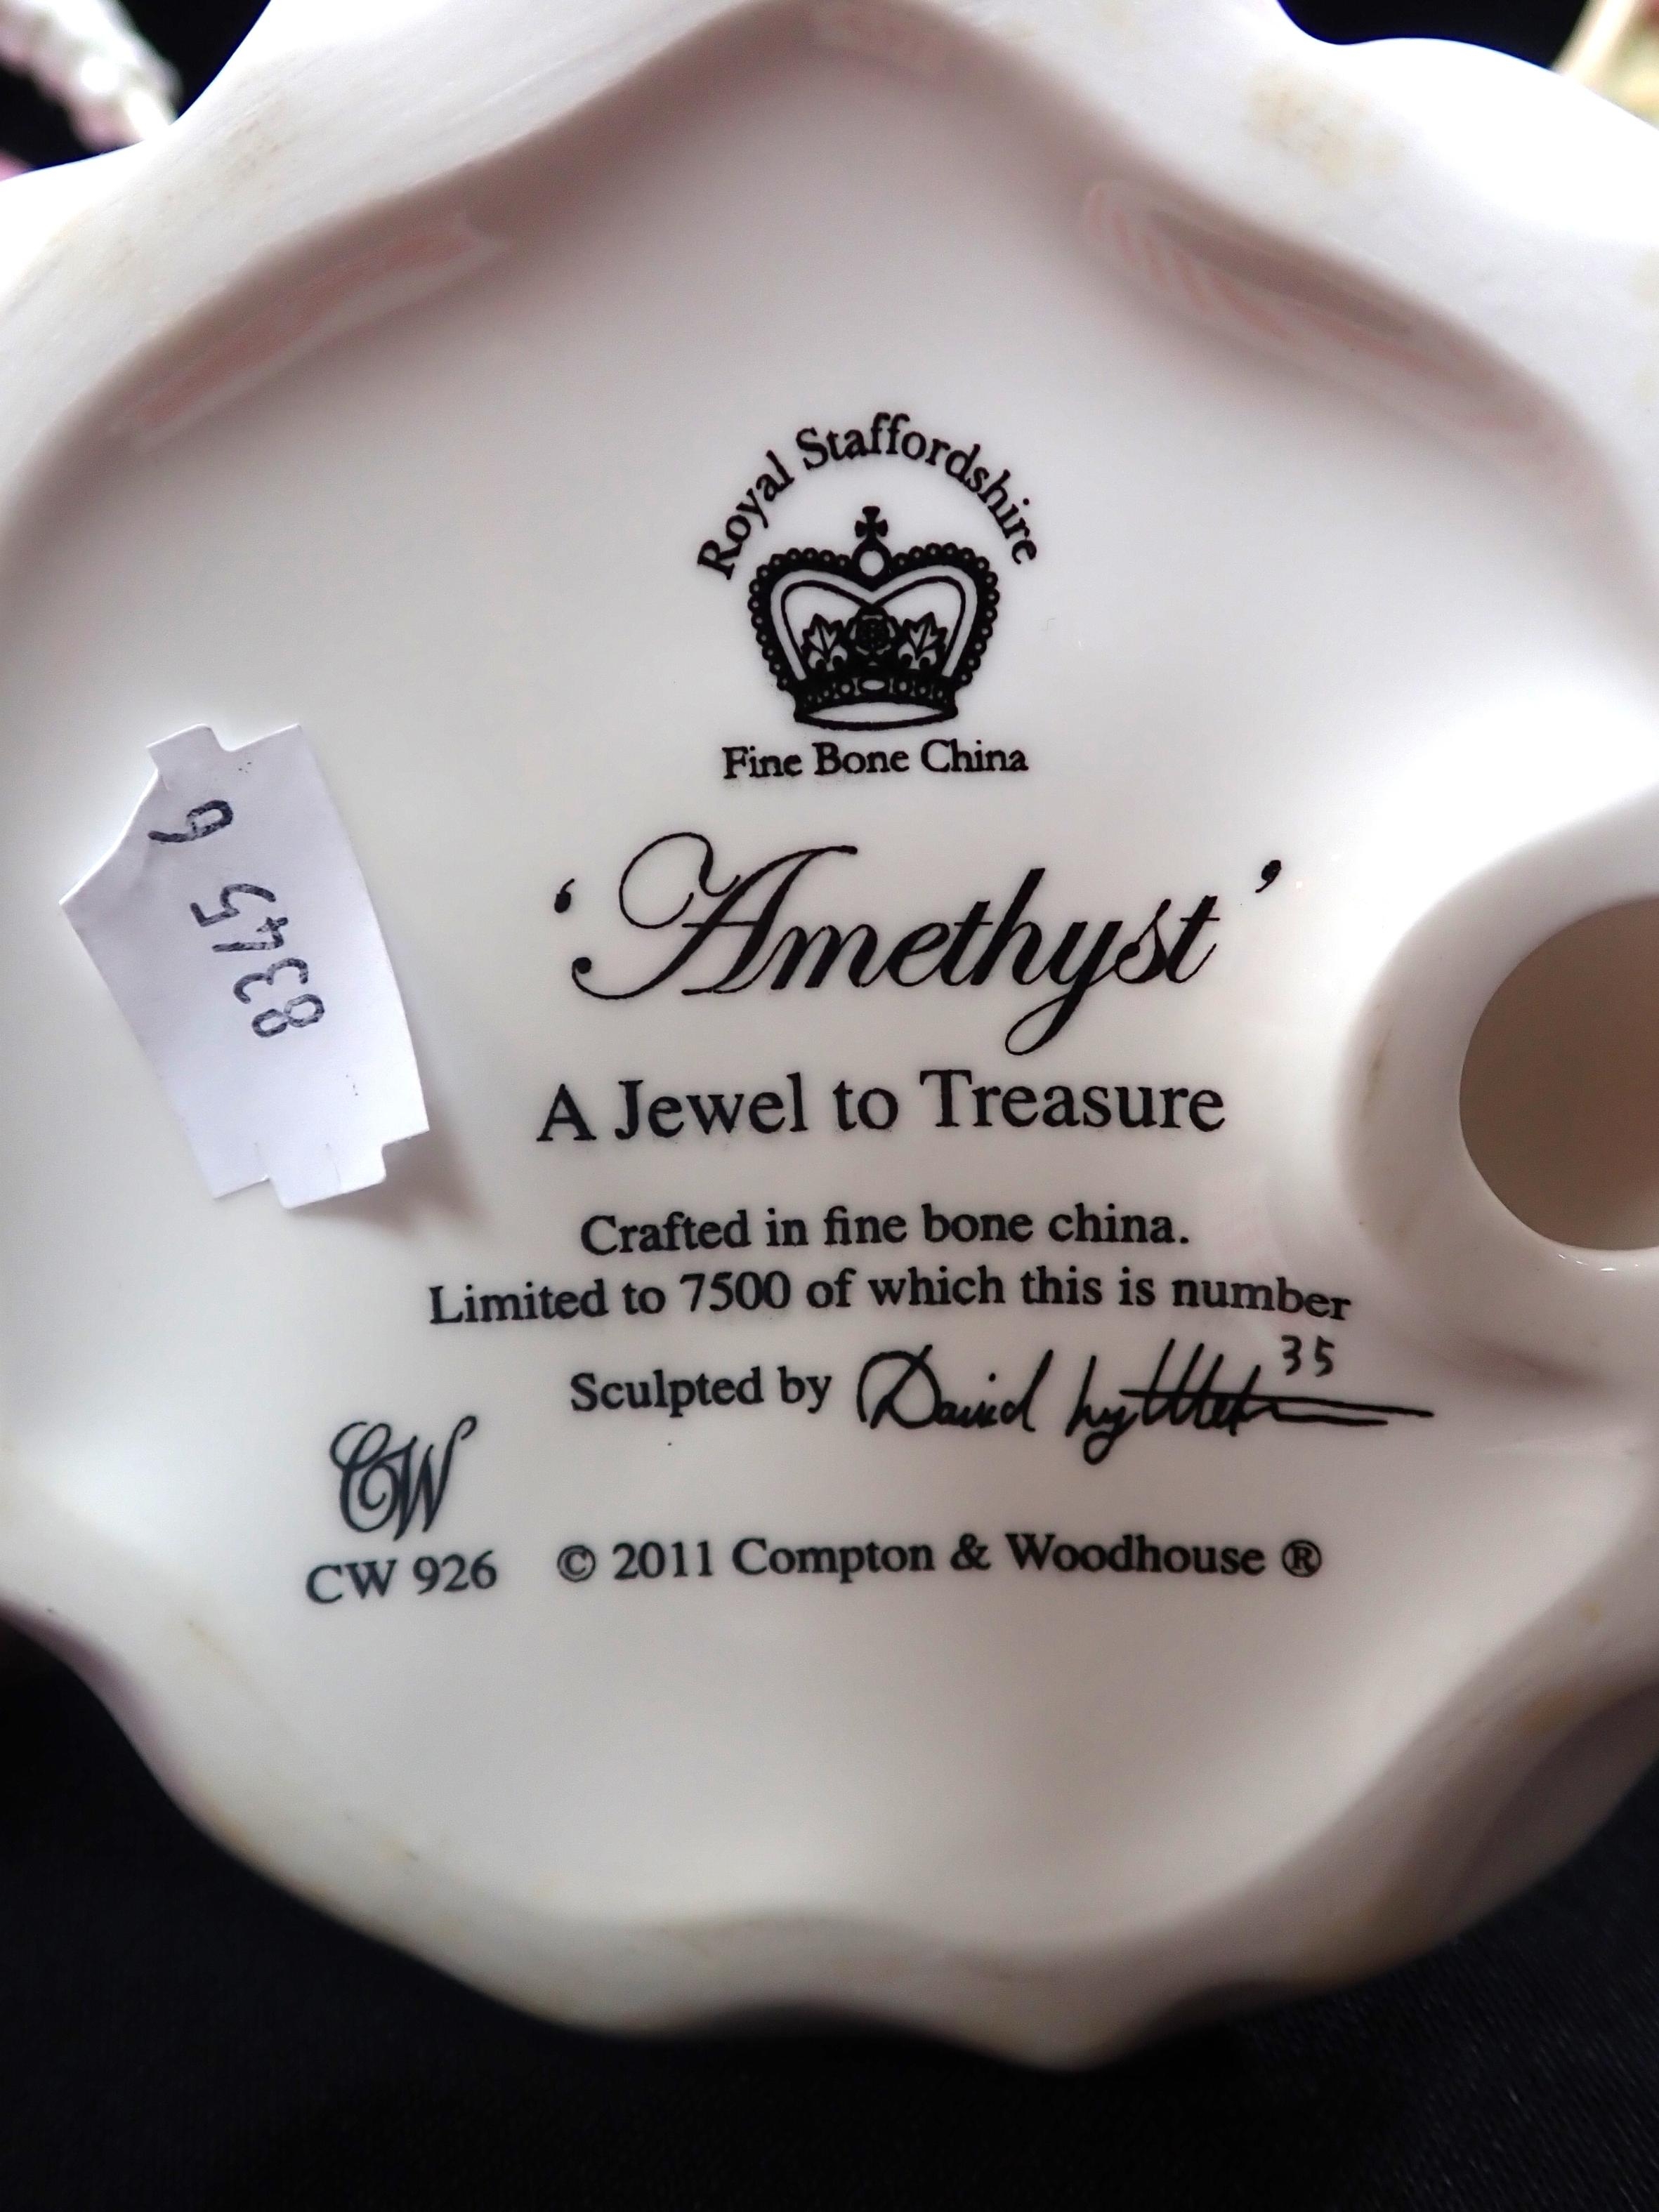 Royal Staffordshire
Fine Bone China
‘Amethyst’
A Jewel to Treasure
Crafted in fine bone china.
Limited to 7500 of which this is number
35
Sculpted by David
CW
CW 926 © 2011 Compton & Woodhouse ®
8345 6